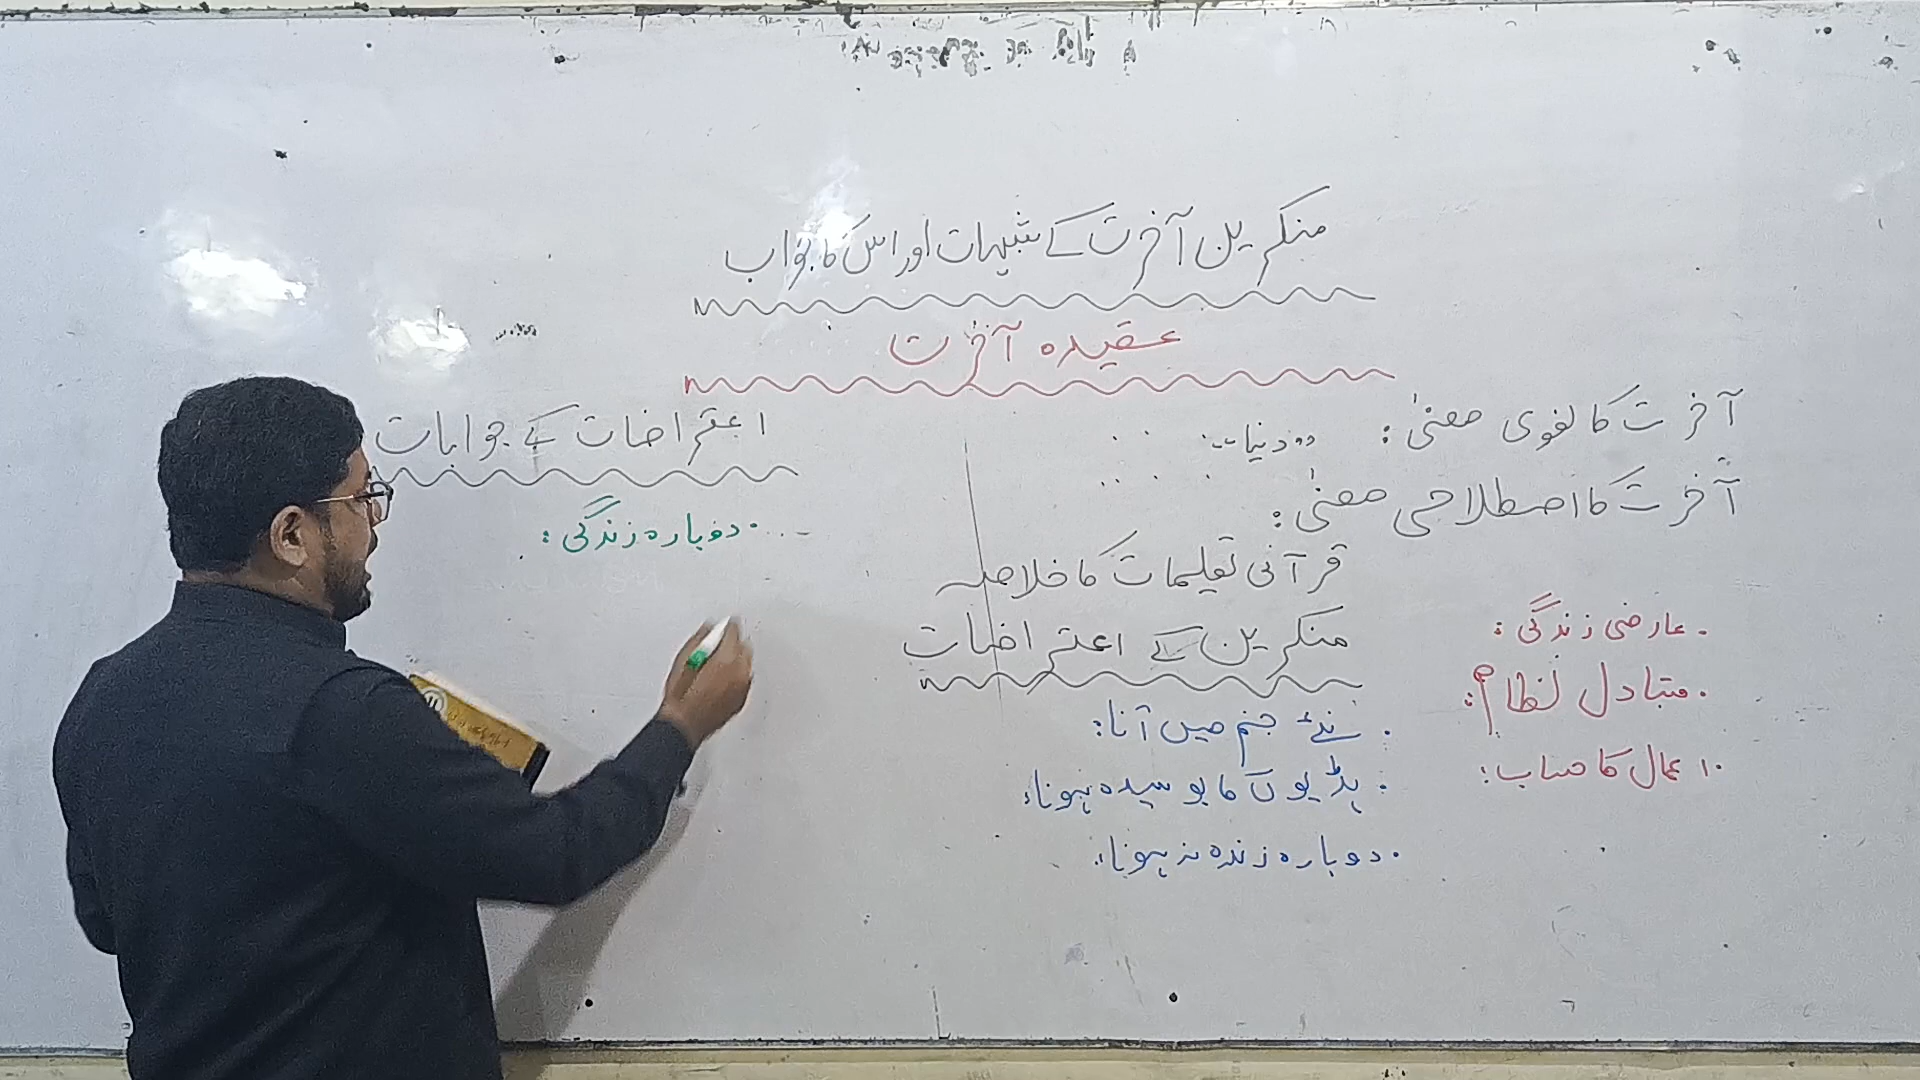 منکرین آخرت کے شبہات اور اس کا جواب
عقیدہ آخرت
آخرت کا لغوی معنیٰ: دنیا
آخرت کا اصطلاحی معنیٰ:
قرآنی تعلیمات کا خلاصہ
. عارضی زندگی:
. متبادل نظام:
. اعمال کا حساب:
منکرین کے اعتراضات
. نئے جنم میں آنا:
. ہڈیوں کا بوسیدہ ہونا:
. دوبارہ زندہ نہ ہونا:
اعتراضات کے جوابات
. دوبارہ زندگی: